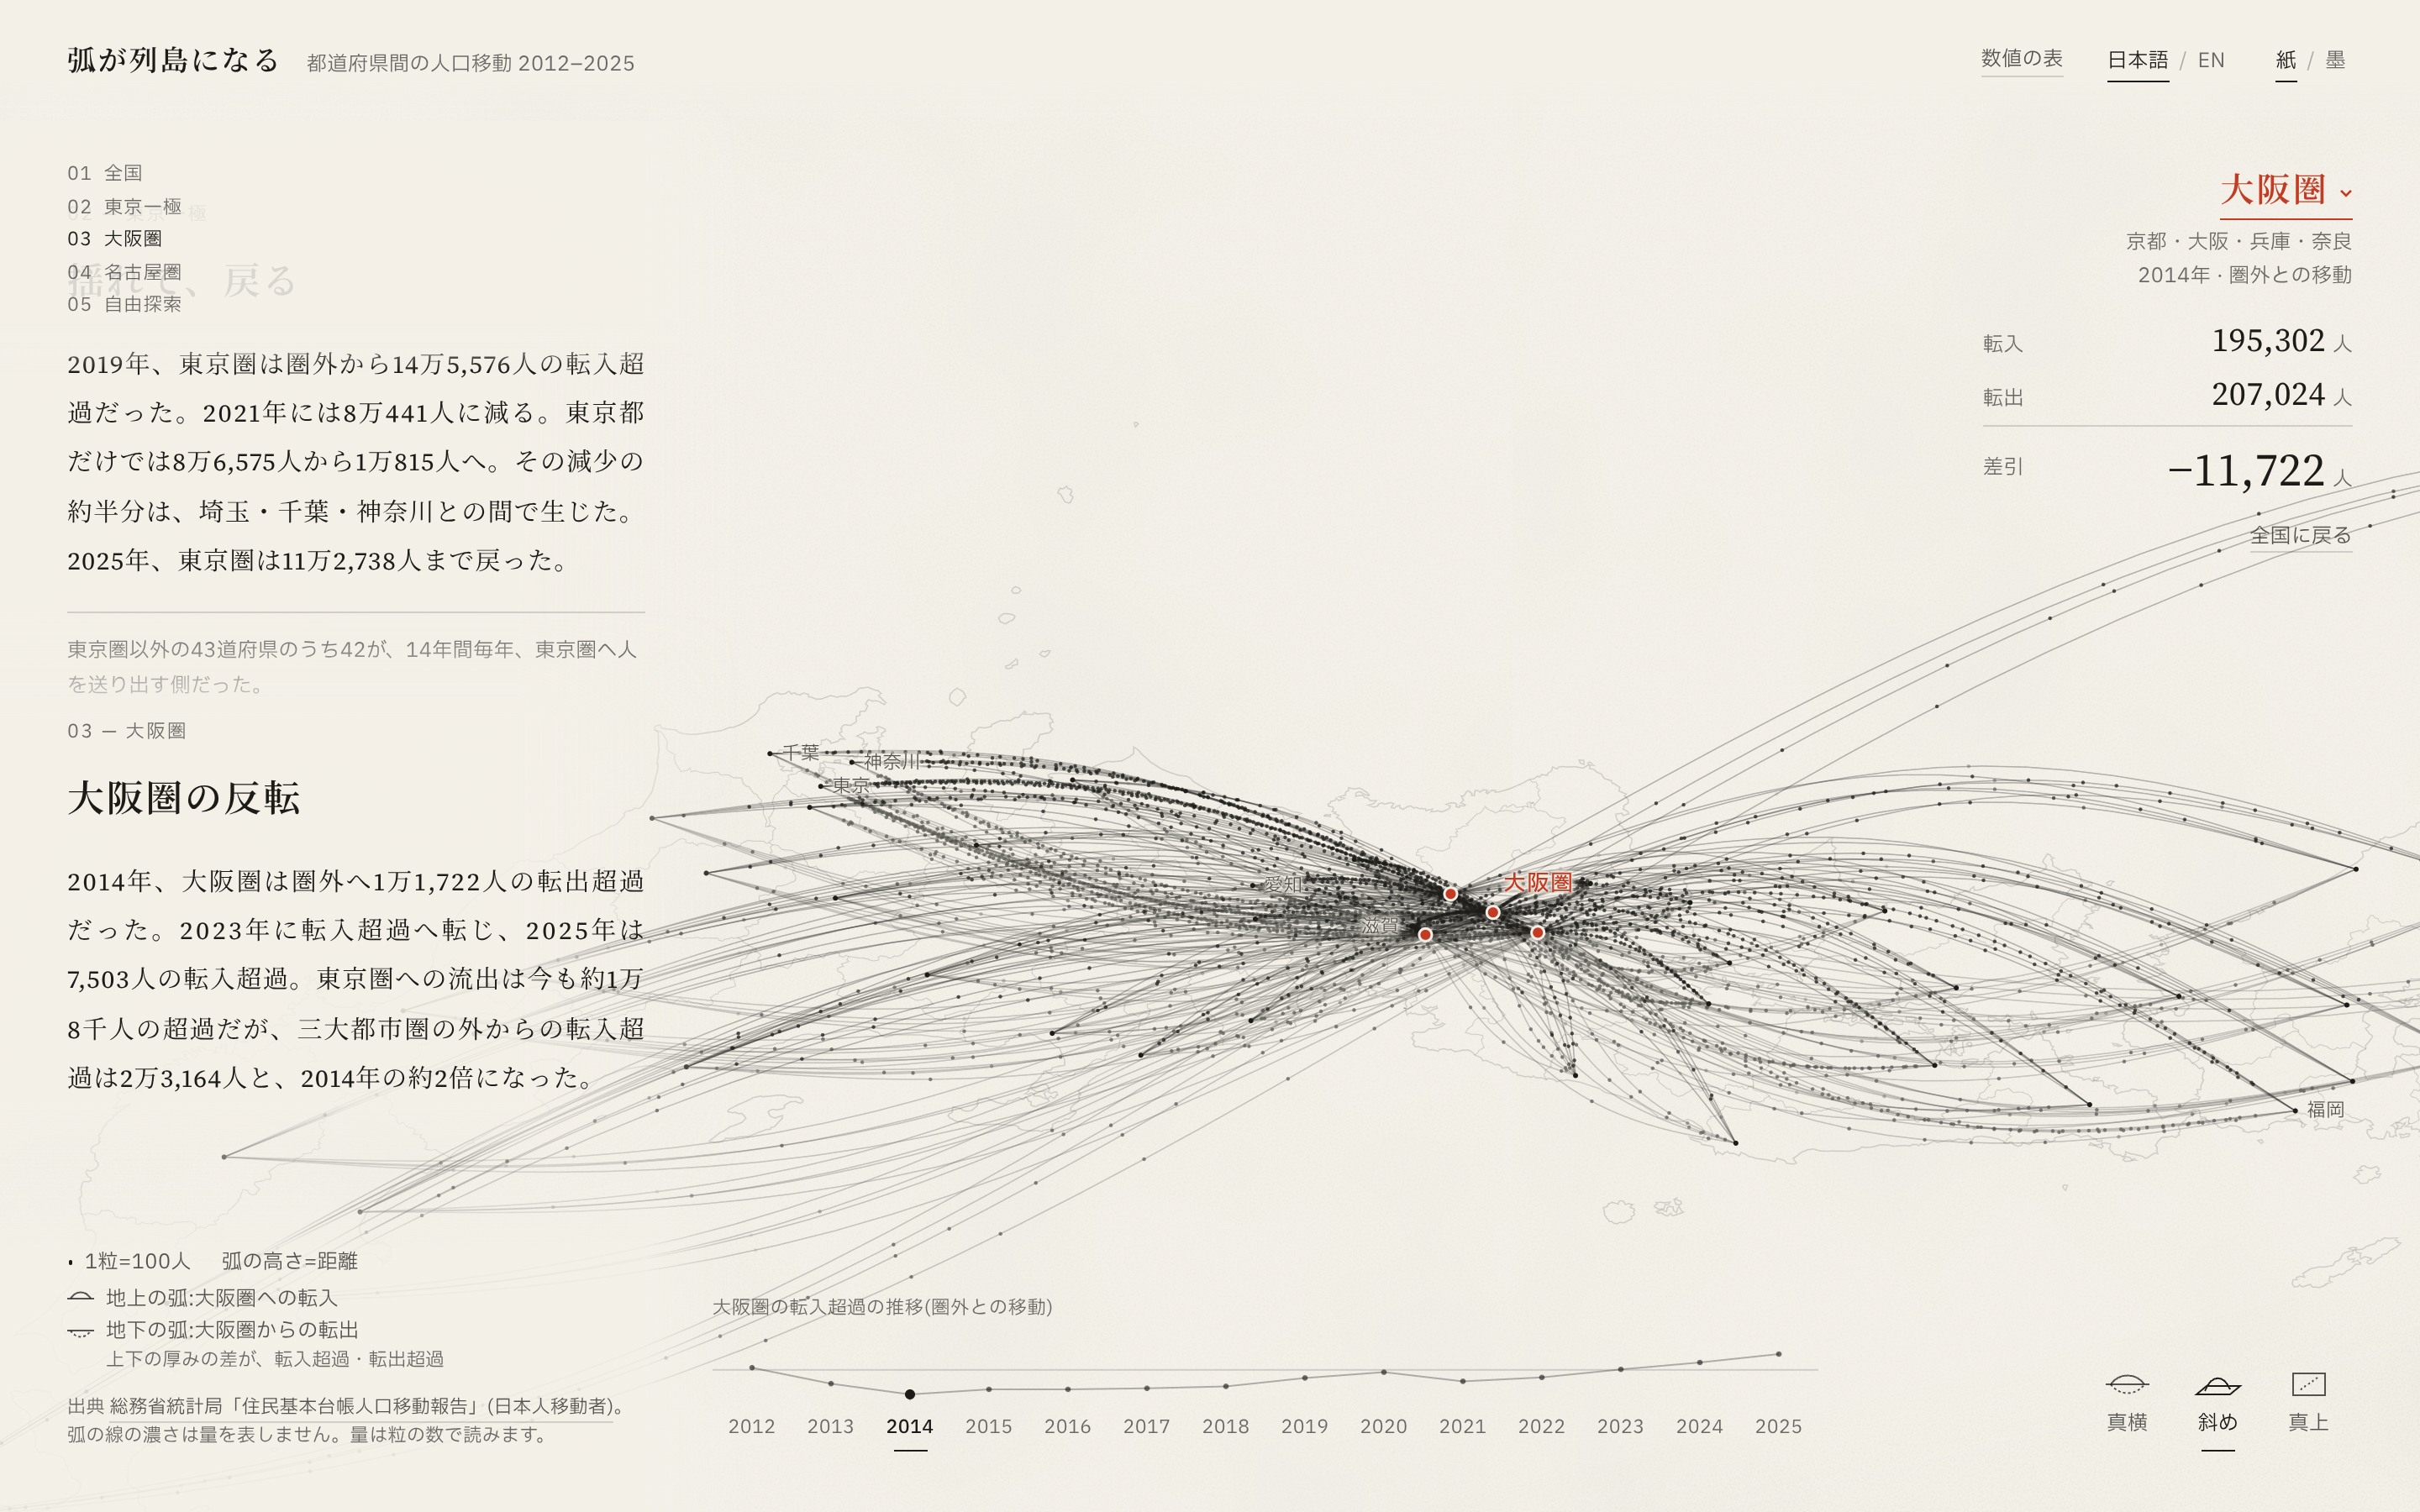 弧が列島になる 都道府県間の人口移動 2012–2025
数値の表 日本語 / EN 紙 / 墨
01 全国
02 東京一極
03 大阪圏
04 名古屋圏
05 自由探索
02 — 東京一極
揺れて、戻る
2019年、東京圏は圏外から14万5,576人の転入超
過だった。2021年には8万441人に減る。東京都
だけでは8万6,575人から1万815人へ。その減少の
約半分は、埼玉・千葉・神奈川との間で生じた。
2025年、東京圏は11万2,738人まで戻った。
東京圏以外の43道府県のうち42が、14年間毎年、東京圏へ人
を送り出す側だった。
03 — 大阪圏
大阪圏の反転
2014年、大阪圏は圏外へ1万1,722人の転出超過
だった。2023年に転入超過へ転じ、2025年は
7,503人の転入超過。東京圏への流出は今も約1万
8千人の超過だが、三大都市圏の外からの転入超
過は2万3,164人と、2014年の約2倍になった。
大阪圏
京都・大阪・兵庫・奈良
2014年 · 圏外との移動
転入 195,302 人
転出 207,024 人
差引 −11,722 人
全国に戻る
千葉
神奈川
東京
愛知
大阪圏
滋賀
福岡
1粒=100人 弧の高さ=距離
地上の弧:大阪圏への転入
地下の弧:大阪圏からの転出
上下の厚みの差が、転入超過・転出超過
出典 総務省統計局「住民基本台帳人口移動報告」(日本人移動者)。
弧の線の濃さは量を表しません。量は粒の数で読みます。
大阪圏の転入超過の推移(圏外との移動)
2012 2013 2014 2015 2016 2017 2018 2019 2020 2021 2022 2023 2024 2025
真横 斜め 真上